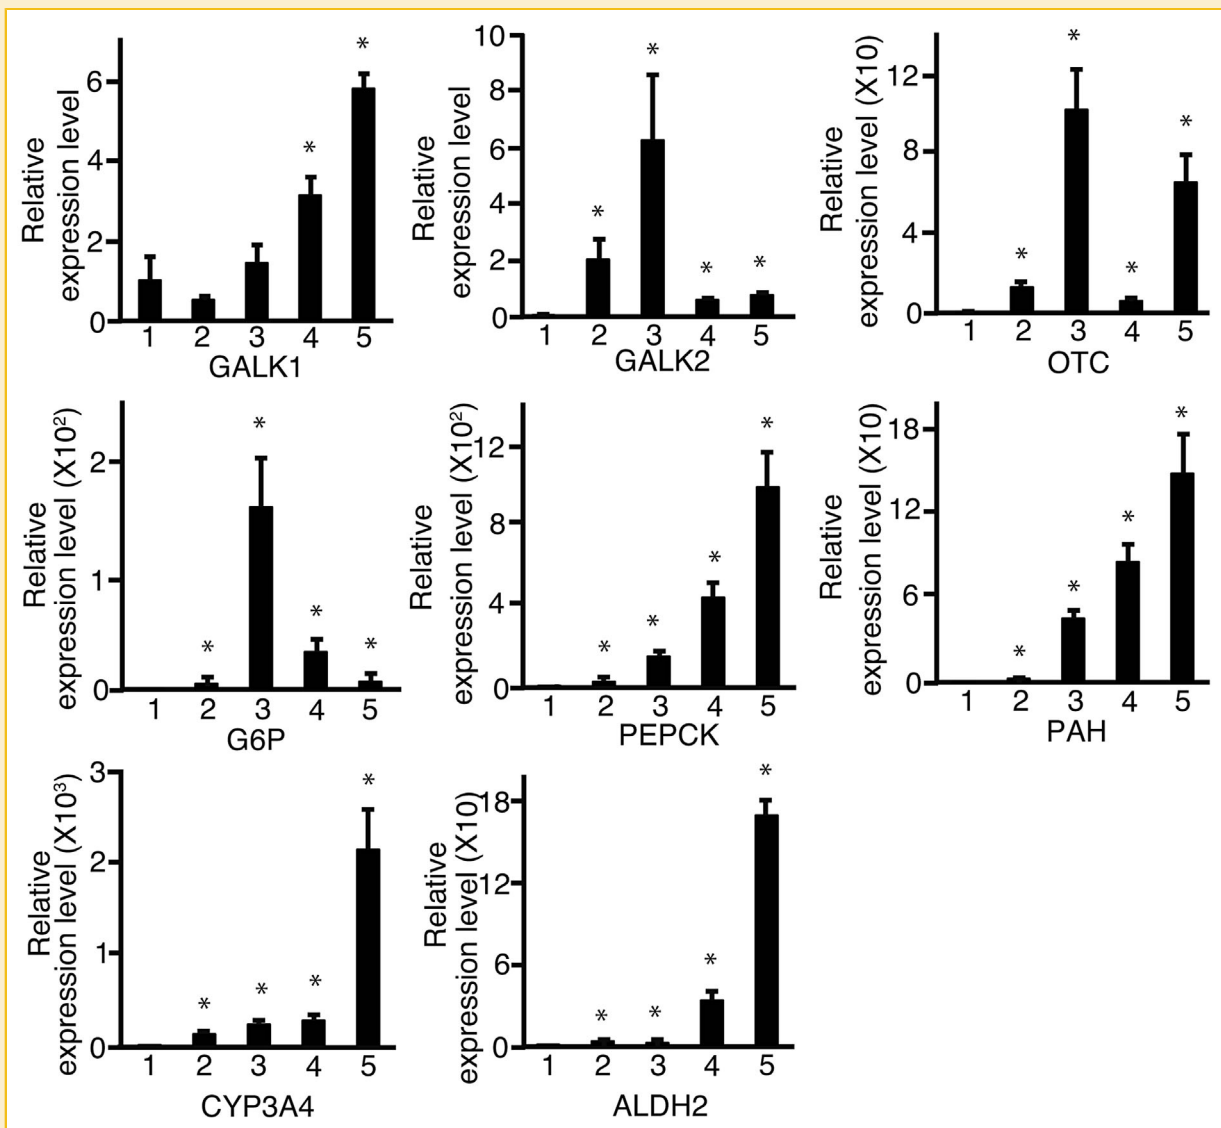 Relative
expression level
6
4
2
0
*
*
1 2 3 4 5
GALK1
Relative
expression level
10
8
6
4
2
0
*
*
*
*
1 2 3 4 5
GALK2
Relative
expression level (X10)
12
8
4
0
*
*
*
*
1 2 3 4 5
OTC
Relative
expression level (X10²)
2
1
0
*
*
*
*
1 2 3 4 5
G6P
Relative
expression level (X10²)
12
8
4
0
*
*
*
*
1 2 3 4 5
PEPCK
Relative
expression level (X10)
18
12
6
0
*
*
*
*
1 2 3 4 5
PAH
Relative
expression level (X10³)
3
2
1
0
*
*
*
*
1 2 3 4 5
CYP3A4
Relative
expression level (X10)
18
12
6
0
*
*
*
*
1 2 3 4 5
ALDH2